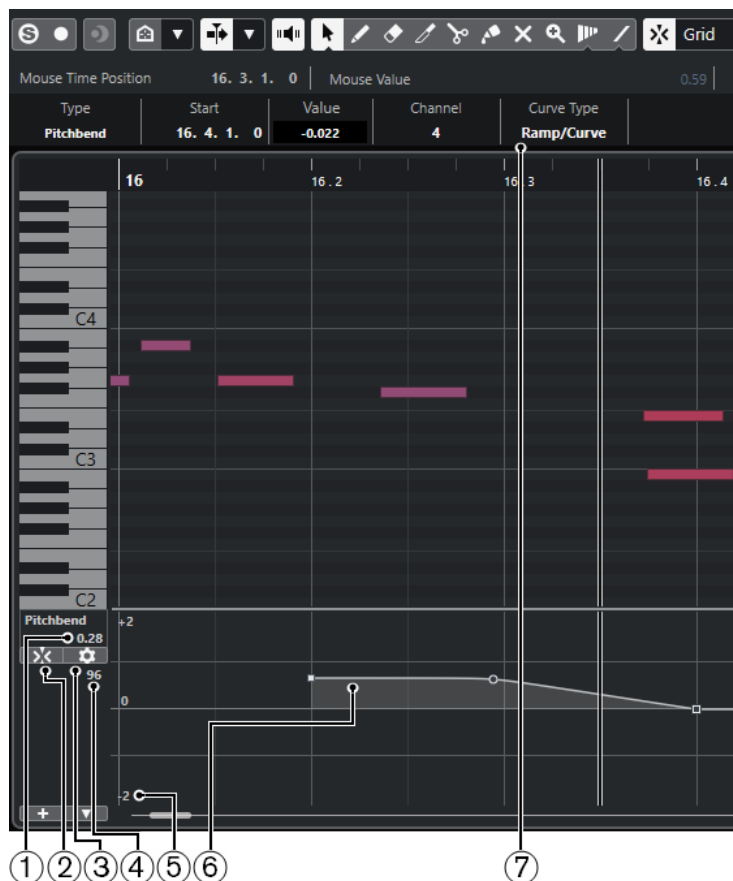 Grid
Mouse Time Position 16. 3. 1. 0 Mouse Value 0.59
Type Start Value Channel Curve Type
Pitchbend 16. 4. 1. 0 -0.022 4 Ramp/Curve
16 16.2 16.3 16.4
C4
C3
C2
Pitchbend +2
0.28
96
0
-2
① ② ③ ④ ⑤ ⑥ ⑦